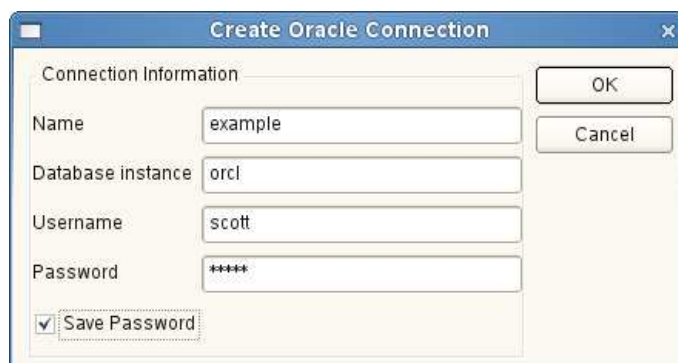 Create Oracle Connection
Connection Information
OK
Name example
Cancel
Database instance orcl
Username scott
Password *****
Save Password